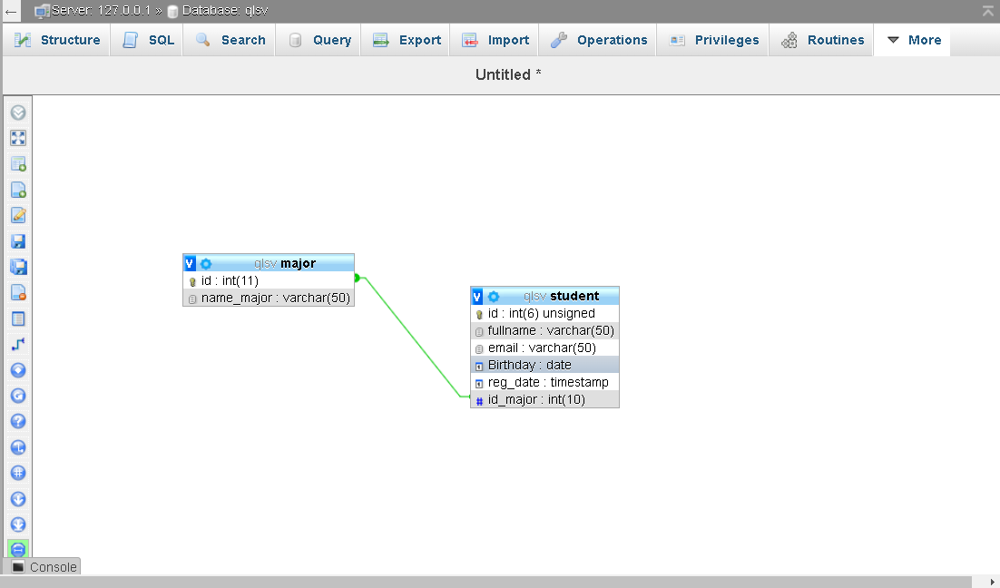 Server: 127.0.0.1 » Database: qlsv
Structure SQL Search Query Export Import Operations Privileges Routines More
Untitled *
qlsv major
id : int(11)
name_major : varchar(50)
qlsv student
id : int(6) unsigned
fullname : varchar(50)
email : varchar(50)
Birthday : date
reg_date : timestamp
id_major : int(10)
Console